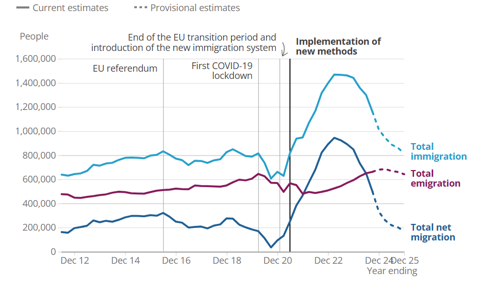 Current estimates
Provisional estimates
People
End of the EU transition period and
introduction of the new immigration system
Implementation of
new methods
EU referendum
First COVID-19
lockdown
1,600,000
1,400,000
1,200,000
1,000,000
800,000
600,000
400,000
200,000
0
Total
immigration
Total
emigration
Total net
migration
Dec 12
Dec 14
Dec 16
Dec 18
Dec 20
Dec 22
Dec 24
Dec 25
Year ending